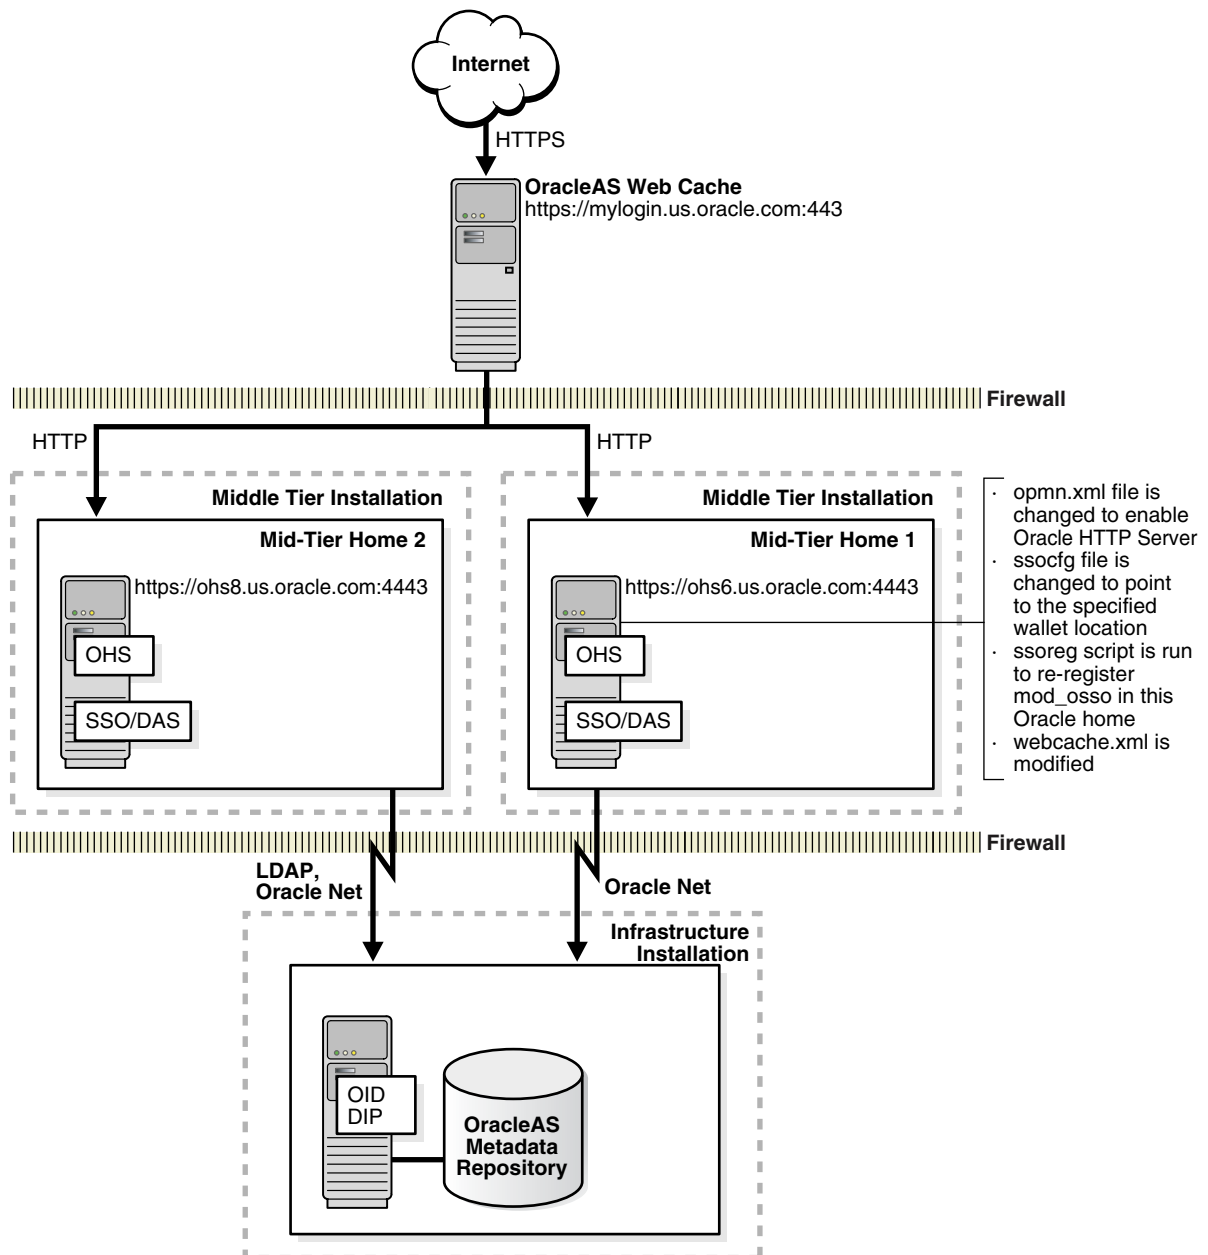 Internet
HTTPS
OracleAS Web Cache
https://mylogin.us.oracle.com:443
Firewall
HTTP
HTTP
Middle Tier Installation
Mid-Tier Home 2
https://ohs8.us.oracle.com:4443
OHS
SSO/DAS
Middle Tier Installation
Mid-Tier Home 1
https://ohs6.us.oracle.com:4443
OHS
SSO/DAS
· opmn.xml file is
changed to enable
Oracle HTTP Server
· ssocfg file is
changed to point
to the specified
wallet location
· ssoreg script is run
to re-register
mod_osso in this
Oracle home
· webcache.xml is
modified
Firewall
LDAP,
Oracle Net
Oracle Net
Infrastructure
Installation
OID
DIP
OracleAS
Metadata
Repository